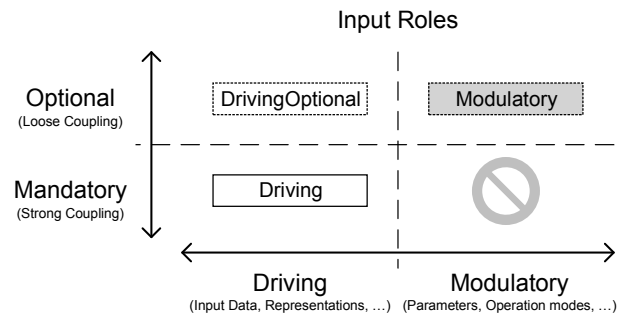 Input Roles
Optional
(Loose Coupling)
DrivingOptional
Modulatory
Mandatory
(Strong Coupling)
Driving
Driving
(Input Data, Representations, ...)
Modulatory
(Parameters, Operation modes, ...)